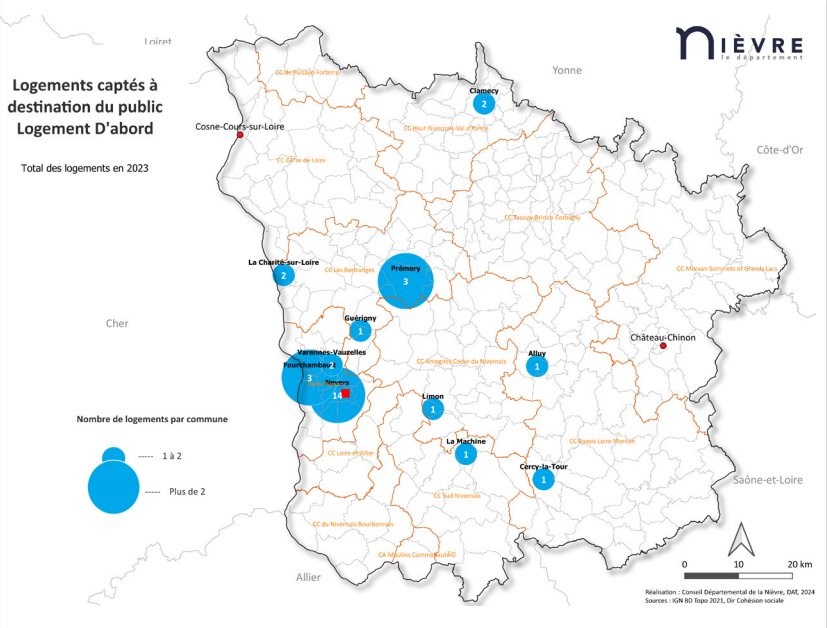 Loiret
Yonne
NIÈVRE
le département
Logements captés à
destination du public
Logement D'abord
Total des logements en 2023
CC de Puisaye-Forterre
Clamecy
2
Cosne-Cours-sur-Loire
CC Haut Nivernais-Val d'Yonne
Côte-d'Or
CC Cœur de Loire
CC Tannay-Brinon-Corbigny
La Charité-sur-Loire
2
CC Les Bertranges
Prémery
3
CC Morvan Sommets et Grands Lacs
Cher
Guérigny
1
Château-Chinon
Varennes-Vauzelles
2
Fourchambault
3
CC Amognes Coeur du Nivernais
Alluy
1
Nevers
14
Limon
1
Nombre de logements par commune
1 à 2
Plus de 2
La Machine
1
CC Bazois Loire Morvan
CC Loire et Allier
Cercy-la-Tour
1
Saône-et-Loire
CC Sud Nivernais
CC du Nivernais Bourbonnais
CA Moulins CommunautÃ©
Allier
0 10 20 km
Réalisation : Conseil Départemental de la Nièvre, DAT, 2024
Sources : IGN BD Topo 2021, Dir Cohésion sociale